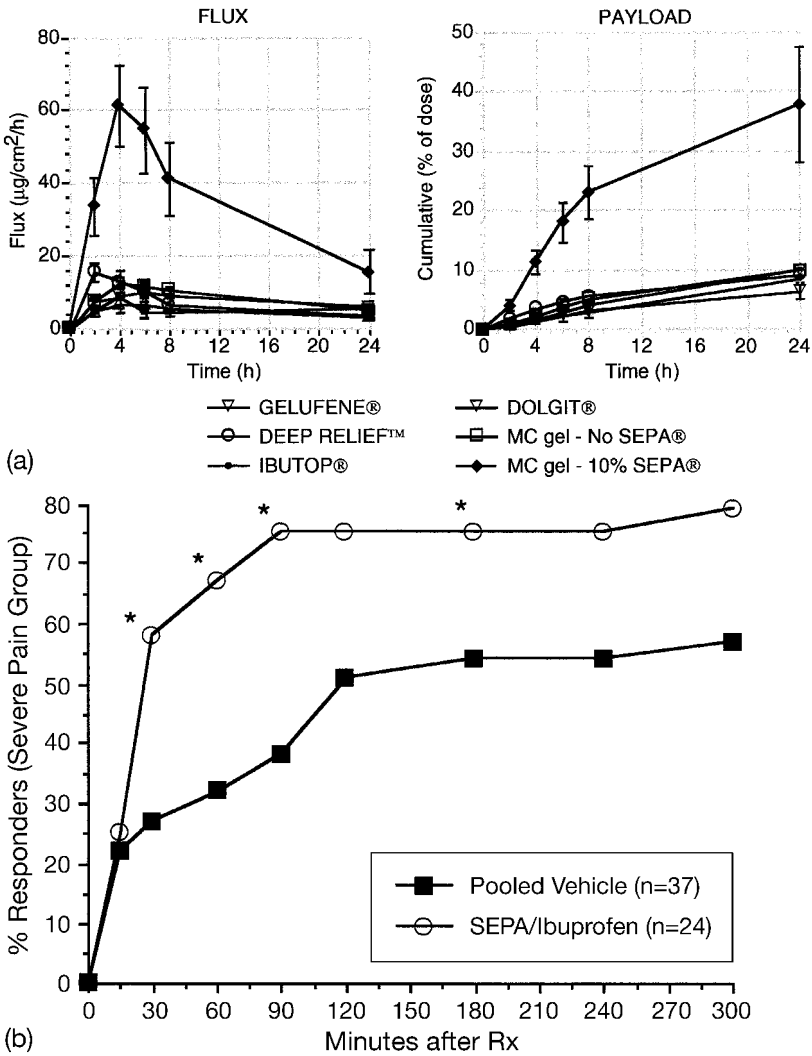 FLUX
80
60
40
20
0
Flux (µg/cm2/h)
0 4 8 12 16 20 24
Time (h)
PAYLOAD
50
40
30
20
10
0
Cumulative (% of dose)
0 4 8 12 16 20 24
Time (h)
GELUFENE®
DEEP RELIEF™
IBUTOP®
DOLGIT®
MC gel - No SEPA®
MC gel - 10% SEPA®
(a)
80
70
60
50
40
30
20
10
0
% Responders (Severe Pain Group)
* * * *
Pooled Vehicle (n=37)
SEPA/Ibuprofen (n=24)
0 30 60 90 120 150 180 210 240 270 300
Minutes after Rx
(b)